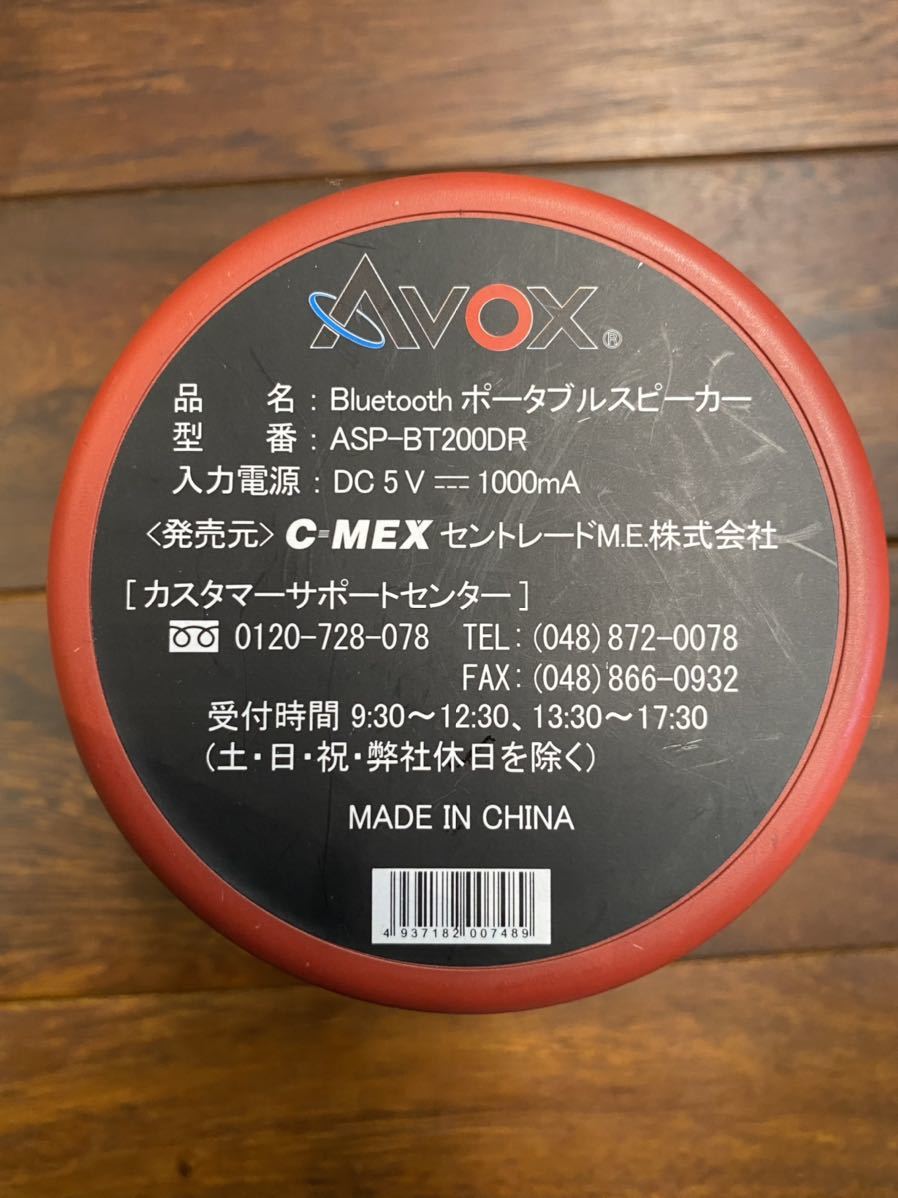 AVOX®
品名：Bluetooth ポータブルスピーカー
型番：ASP-BT200DR
入力電源：DC 5 V ⎓ 1000mA
〈発売元〉C=MEX セントレードM.E.株式会社
[ カスタマーサポートセンター ]
0120-728-078 TEL：(048) 872-0078
FAX：(048) 866-0932
受付時間 9:30～12:30、13:30～17:30
（土・日・祝・弊社休日を除く）
MADE IN CHINA
4 937182 007489